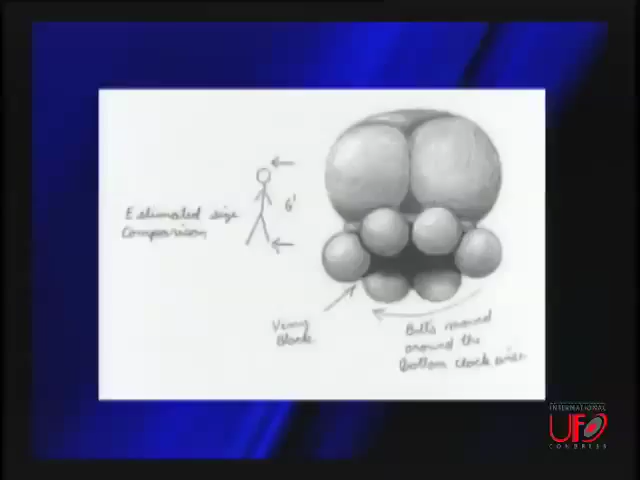 Estimated size
Comparison
6'
Very
Black
Balls moved
around the
Bottom clock wise
INTERNATIONAL
UFO
CONGRESS